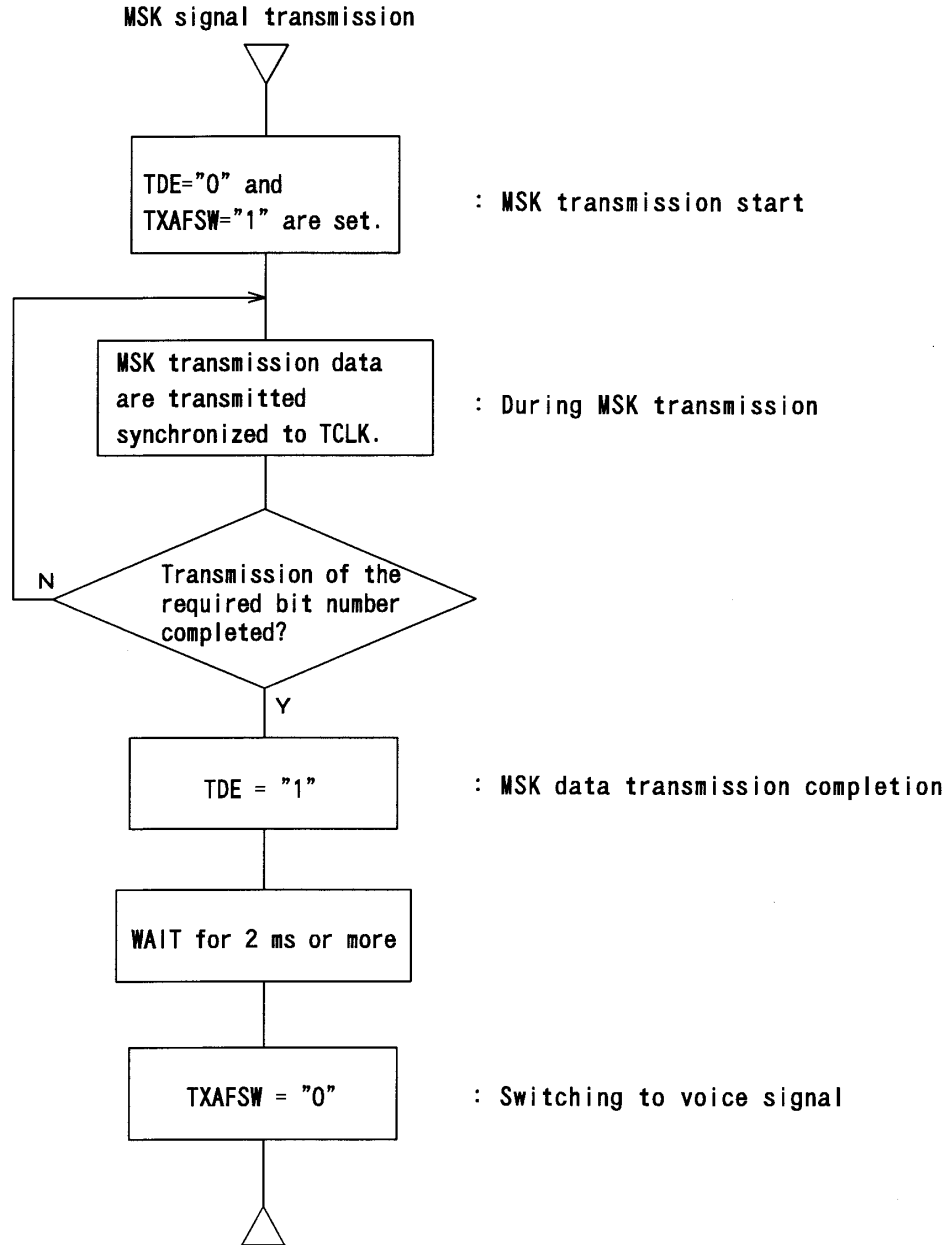 MSK signal transmission
TDE="0" and
TXAFSW="1" are set.
: MSK transmission start
MSK transmission data
are transmitted
synchronized to TCLK.
: During MSK transmission
N
Transmission of the
required bit number
completed?
Y
TDE = "1"
: MSK data transmission completion
WAIT for 2 ms or more
TXAFSW = "0"
: Switching to voice signal